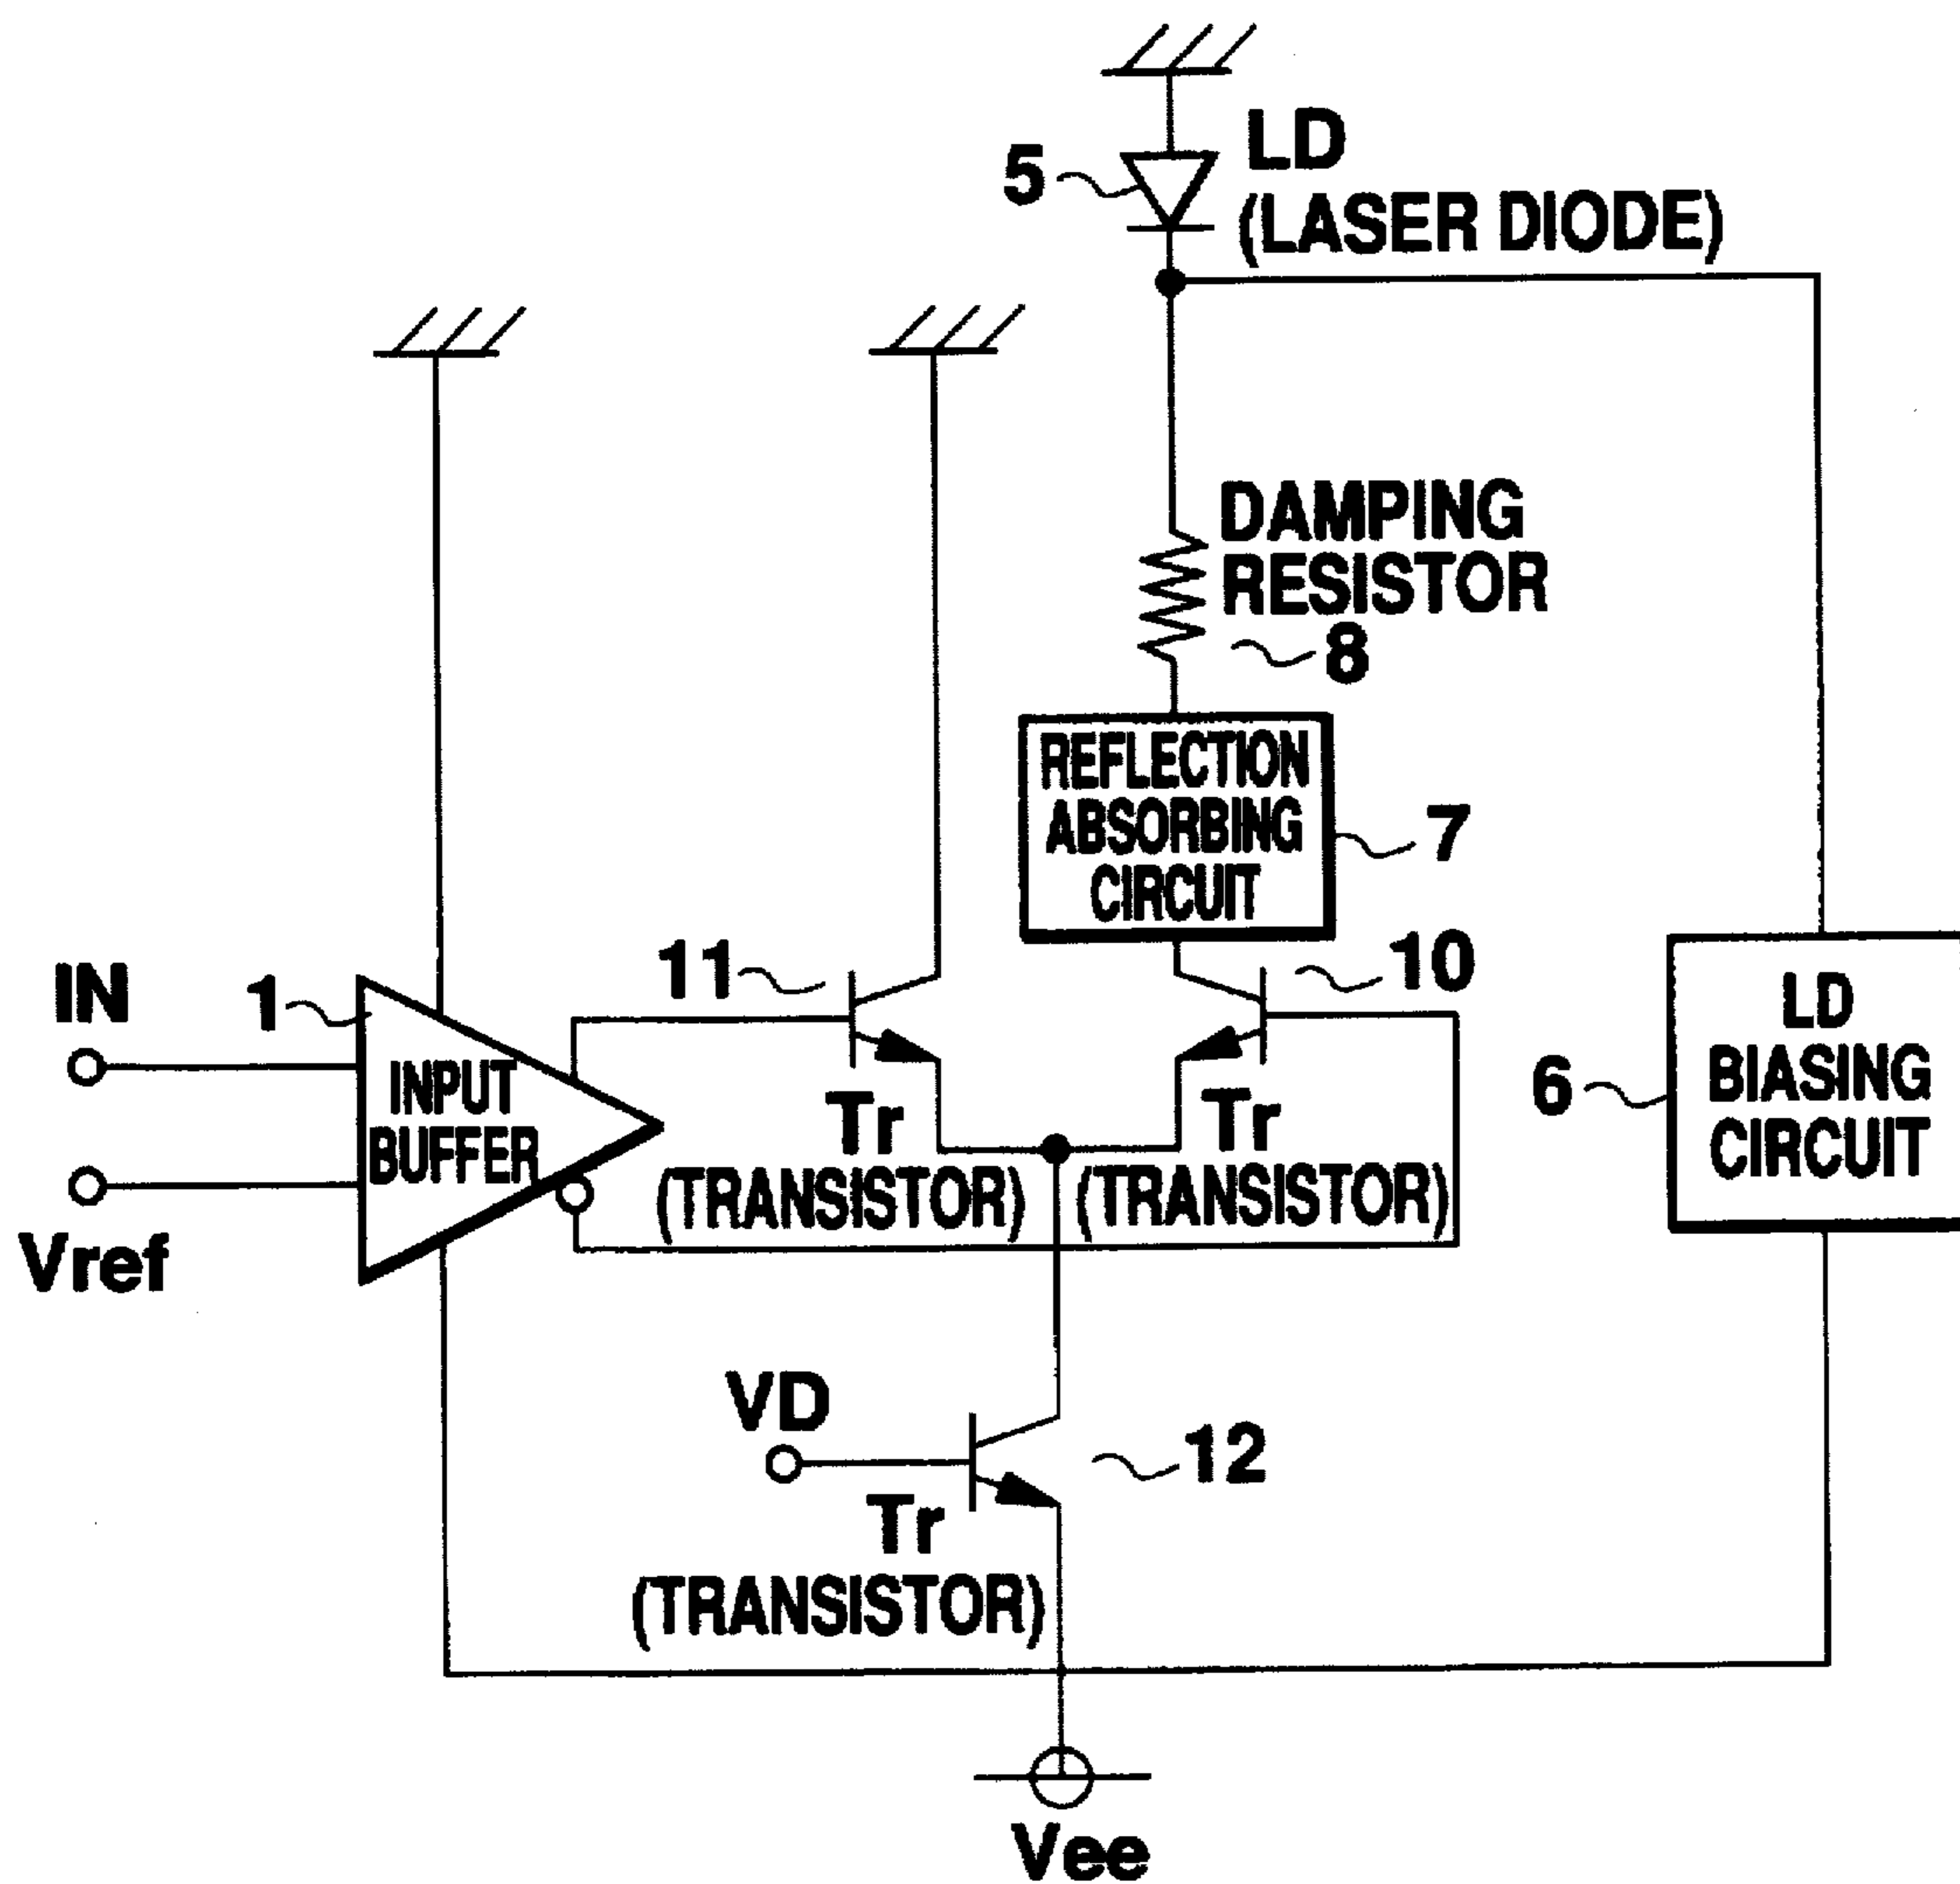 5
LD
(LASER DIODE)
DAMPING
RESISTOR
8
REFLECTION
ABSORBING
CIRCUIT
7
11
10
IN
1
INPUT
BUFFER
Vref
Tr
(TRANSISTOR)
Tr
(TRANSISTOR)
6
LD
BIASING
CIRCUIT
VD
12
Tr
(TRANSISTOR)
Vee